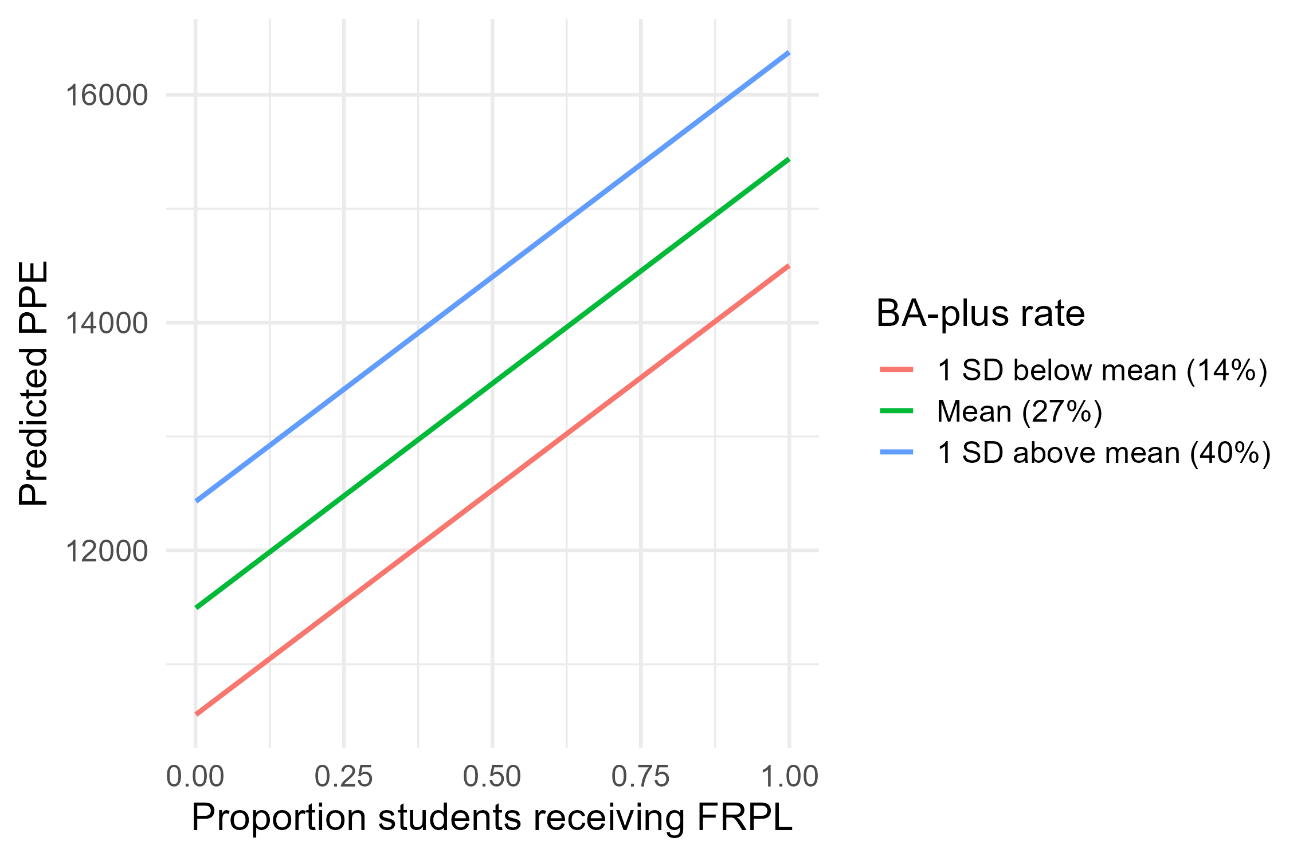 16000
14000
12000
Predicted PPE
0.00 0.25 0.50 0.75 1.00
Proportion students receiving FRPL
BA-plus rate
1 SD below mean (14%)
Mean (27%)
1 SD above mean (40%)